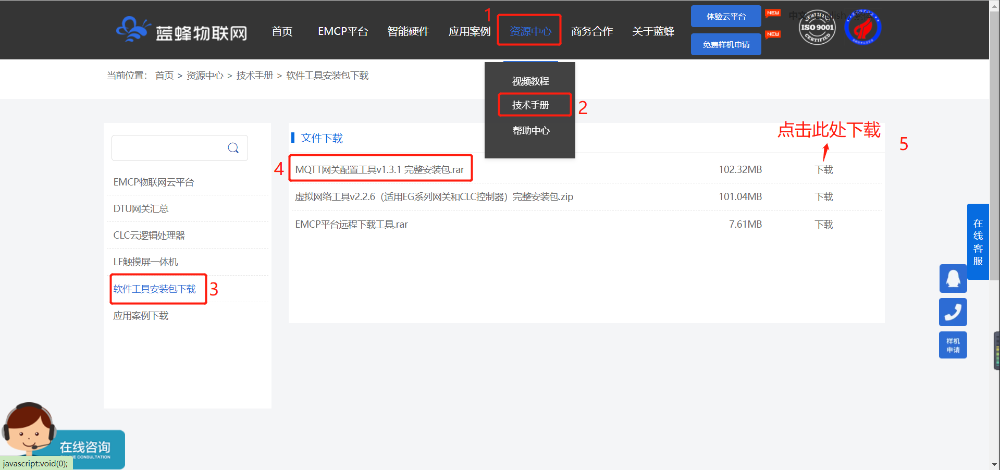 蓝蜂物联网
首页
EMCP平台
智能硬件
应用案例
1
资源中心
商务合作
关于蓝蜂
体验云平台
NEW
免费样机申请
NEW
中文
English
繁体
ISO 9001
CERTIFIED
当前位置： 首页 > 资源中心 > 技术手册 > 软件工具安装包下载
视频教程
技术手册
2
帮助中心
EMCP物联网云平台
DTU网关汇总
CLC云逻辑处理器
LF触摸屏一体机
软件工具安装包下载
3
应用案例下载
文件下载
点击此处下载
5
4
MQTT网关配置工具v1.3.1 完整安装包.rar 102.32MB 下载
虚拟网络工具v2.2.6（适用EG系列网关和CLC控制器）完整安装包.zip 101.04MB 下载
EMCP平台远程下载工具.rar 7.61MB 下载
在线客服
样机
申请
在线咨询
CONSULTATION
javascript:void(0);